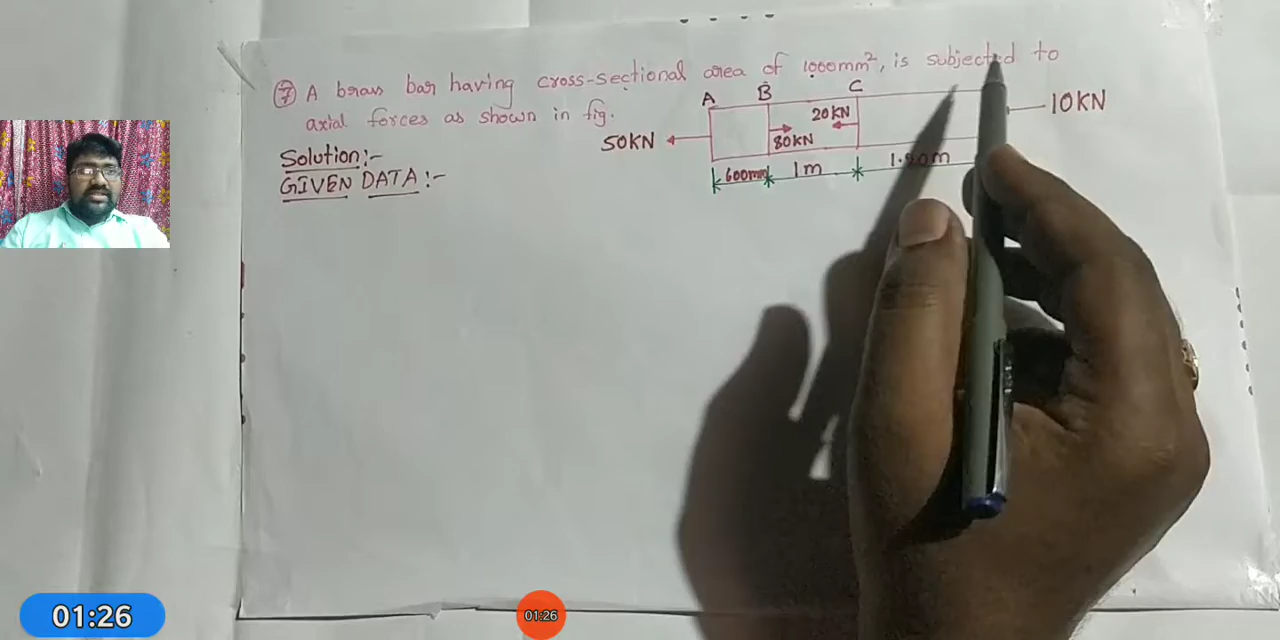 7 A brass bar having cross-sectional area of 1000mm², is subjected to
axial forces as shown in fig.
A B C
50KN 80KN 20KN 10KN
600mm 1m
Solution:-
GIVEN DATA:-
01:26
01:26